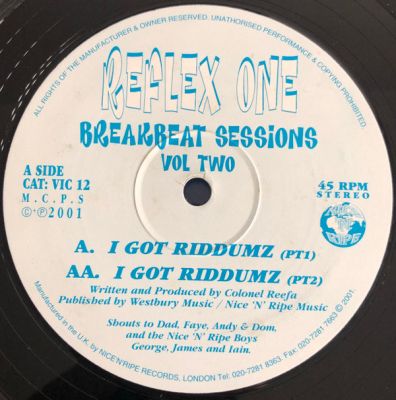 ALL RIGHTS OF THE MANUFACTURER & OWNER RESERVED. UNAUTHORISED PERFORMANCE & COPYING PROHIBITED.
REFLEX ONE
BREAKBEAT SESSIONS
VOL TWO
A SIDE
CAT: VIC 12
M. C. P. S
©℗2001
45 RPM
STEREO
A. I GOT RIDDUMZ (PT1)
AA. I GOT RIDDUMZ (PT2)
Written and Produced by Colonel Reefa
Published by Westbury Music / Nice 'N' Ripe Music
Shouts to Dad, Faye, Andy & Dom,
and the Nice 'N' Ripe Boys
George, James and Iain.
Manufactured in the u.k. by NICE'N'RIPE RECORDS, LONDON Tel: 020-7281 8363. Fax: 020-7281 7663 © 2001.